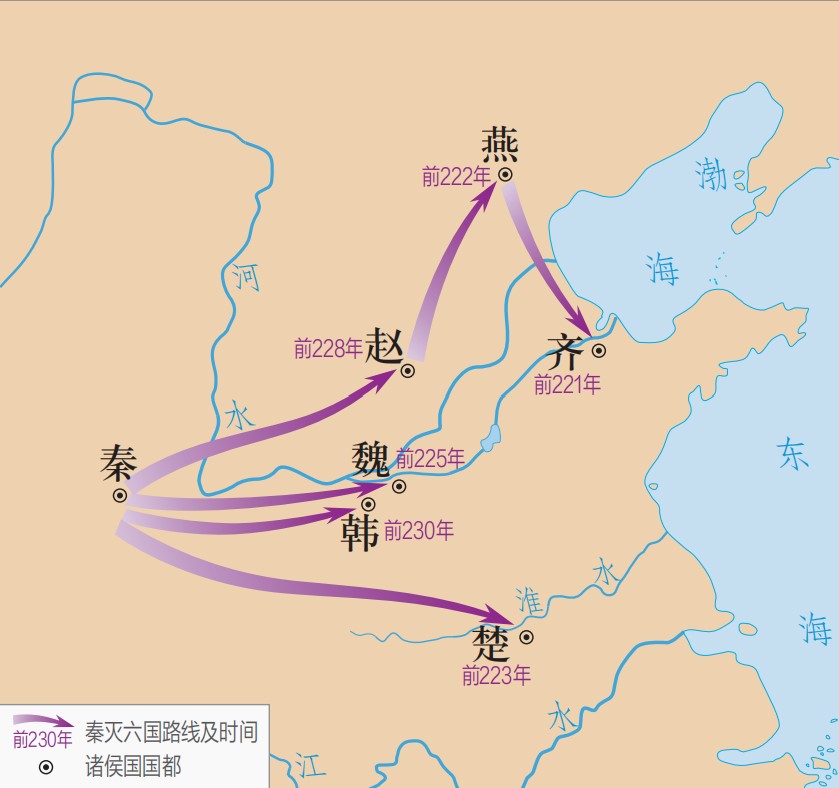 燕
前222年
渤
海
河
赵
前228年
齐
前221年
水
东
秦
魏
前225年
韩
前230年
淮
水
海
楚
前223年
水
江
前230年
秦灭六国路线及时间
诸侯国国都